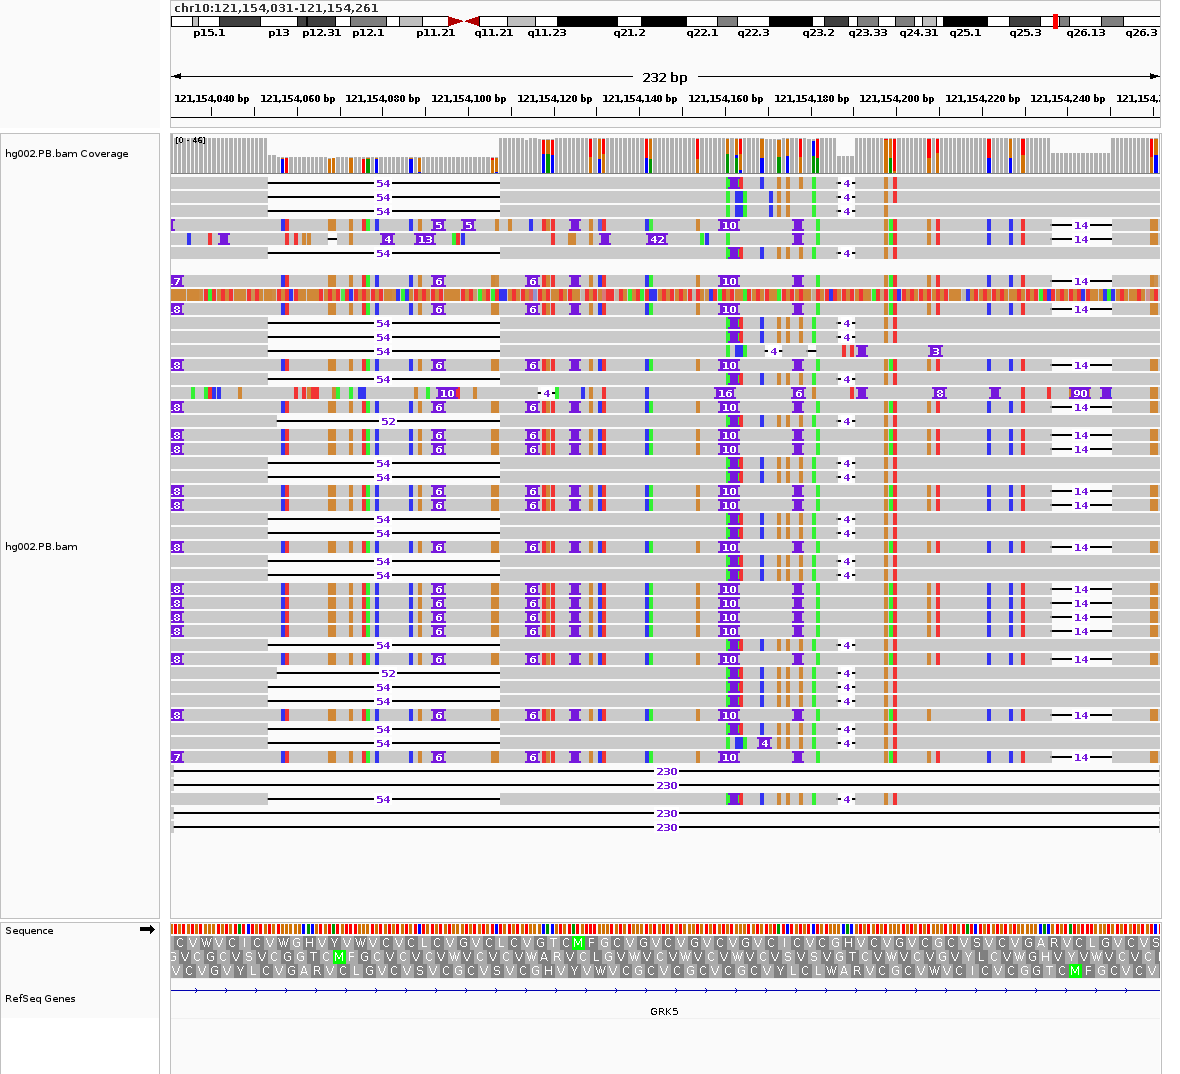 chr10:121,154,031-121,154,261
p15.1 p13 p12.31 p12.1 p11.21 q11.21 q11.23 q21.2 q22.1 q22.3 q23.2 q23.33 q24.31 q25.1 q25.3 q26.13 q26.3
232 bp
121,154,040 bp 121,154,060 bp 121,154,080 bp 121,154,100 bp 121,154,120 bp 121,154,140 bp 121,154,160 bp 121,154,180 bp 121,154,200 bp 121,154,220 bp 121,154,240 bp
hg002.PB.bam Coverage
[0 - 46]
54 4
54 4
54 4
5 5 10 14
4 13 42 14
54 4
7 6 6 10 14
8 6 6 10 14
54 4
54 4
54 4 3
8 6 6 10 14
54 4
10 4 16 6 8 90
8 6 6 10 14
52 4
8 6 6 10 14
8 6 6 10 14
54 4
54 4
8 6 6 10 14
8 6 6 10 14
54 4
54 4
hg002.PB.bam
8 6 6 10 14
54 4
54 4
8 6 6 10 14
8 6 6 10 14
8 6 6 10 14
8 6 6 10 14
54 4
8 6 6 10 14
52 4
54 4
54 4
8 6 6 10 14
54 4
54 4 4
7 6 6 10 14
230
230
54 4
230
230
Sequence
CVWVCICVWGHVYVWVCVCLCVGVCLCVGTCMFGCVGVCVGVCVGVCICVCGHVCVGVCGCVSVCVGARVCLGVCVS
GVCGCVSVCGGTCMFGCVCVCVWCVCVWARVCLGVWVCVWVCVWVCVSVSVGTCVWVCVGVYLCVWGHVYVWVCVC
VCVGVYLCVGARVCLGVCVSVCGCVSVCGHVYVWVCGCVCGCVCGCVYLCLWARVCGCVWVCICVCGGTCMFGCVCV
RefSeq Genes
GRK5